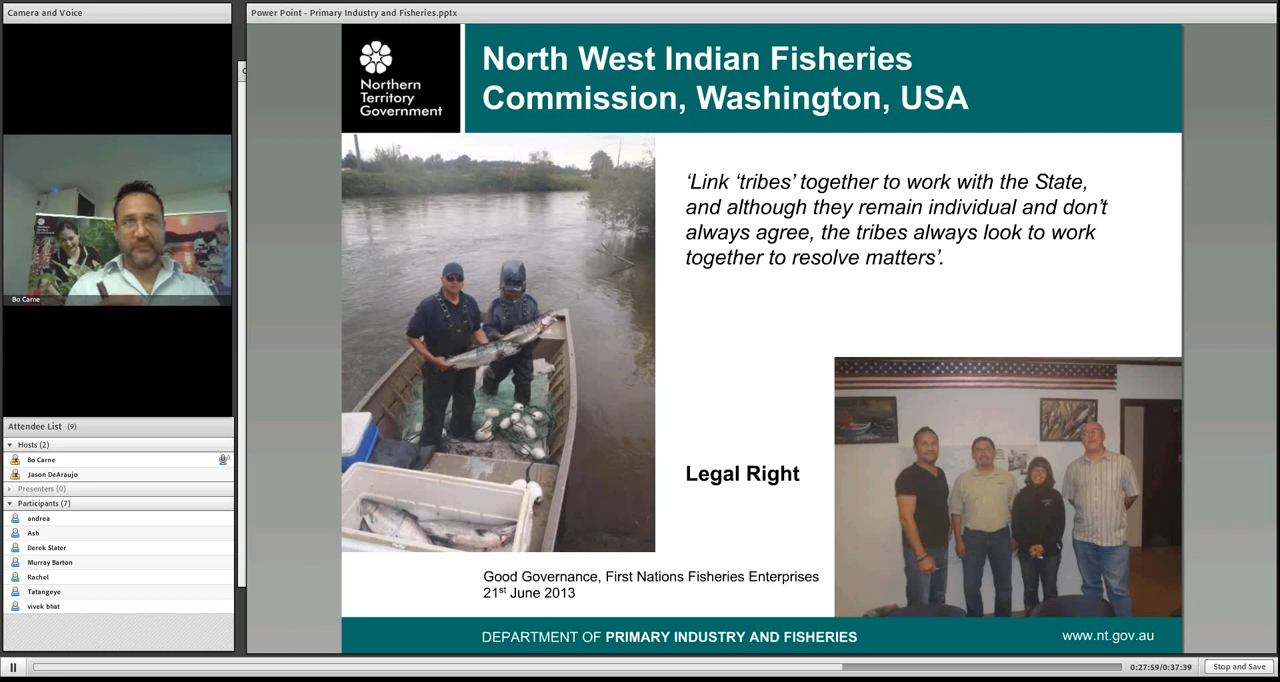 Camera and Voice
Bo Carne
Attendee List (9)
Hosts (2)
Bo Carne
Jason DeAraujo
Presenters (0)
Participants (7)
andrea
Ash
Derek Slater
Murray Barton
Rachel
Tatangeye
vivek bhat
Power Point - Primary Industry and Fisheries.pptx
Northern
Territory
Government
North West Indian Fisheries
Commission, Washington, USA
‘Link ‘tribes’ together to work with the State,
and although they remain individual and don’t
always agree, the tribes always look to work
together to resolve matters’.
Legal Right
Good Governance, First Nations Fisheries Enterprises
21st June 2013
DEPARTMENT OF PRIMARY INDUSTRY AND FISHERIES
www.nt.gov.au
0:27:59/0:37:39
Stop and Save